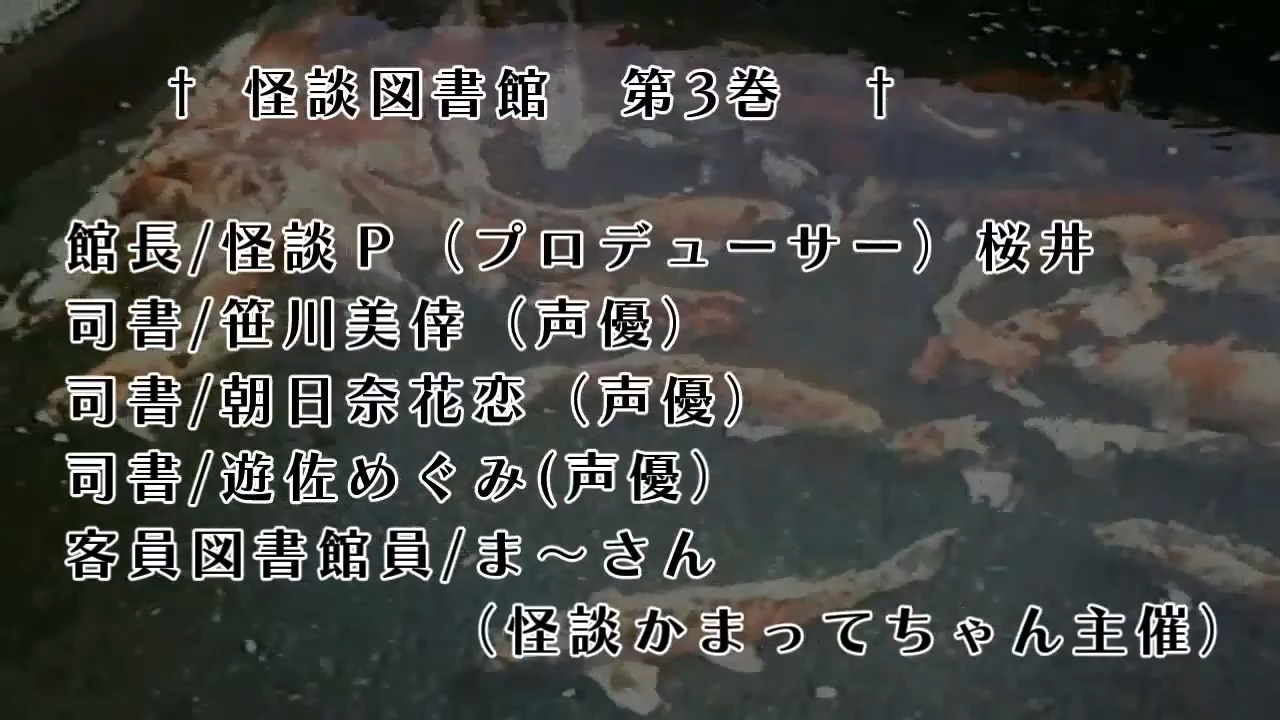 † 怪談図書館　第3巻　†
館長/怪談P（プロデューサー）桜井
司書/笹川美倖（声優）
司書/朝日奈花恋（声優）
司書/遊佐めぐみ(声優）
客員図書館員/ま～さん
（怪談かまってちゃん主催）